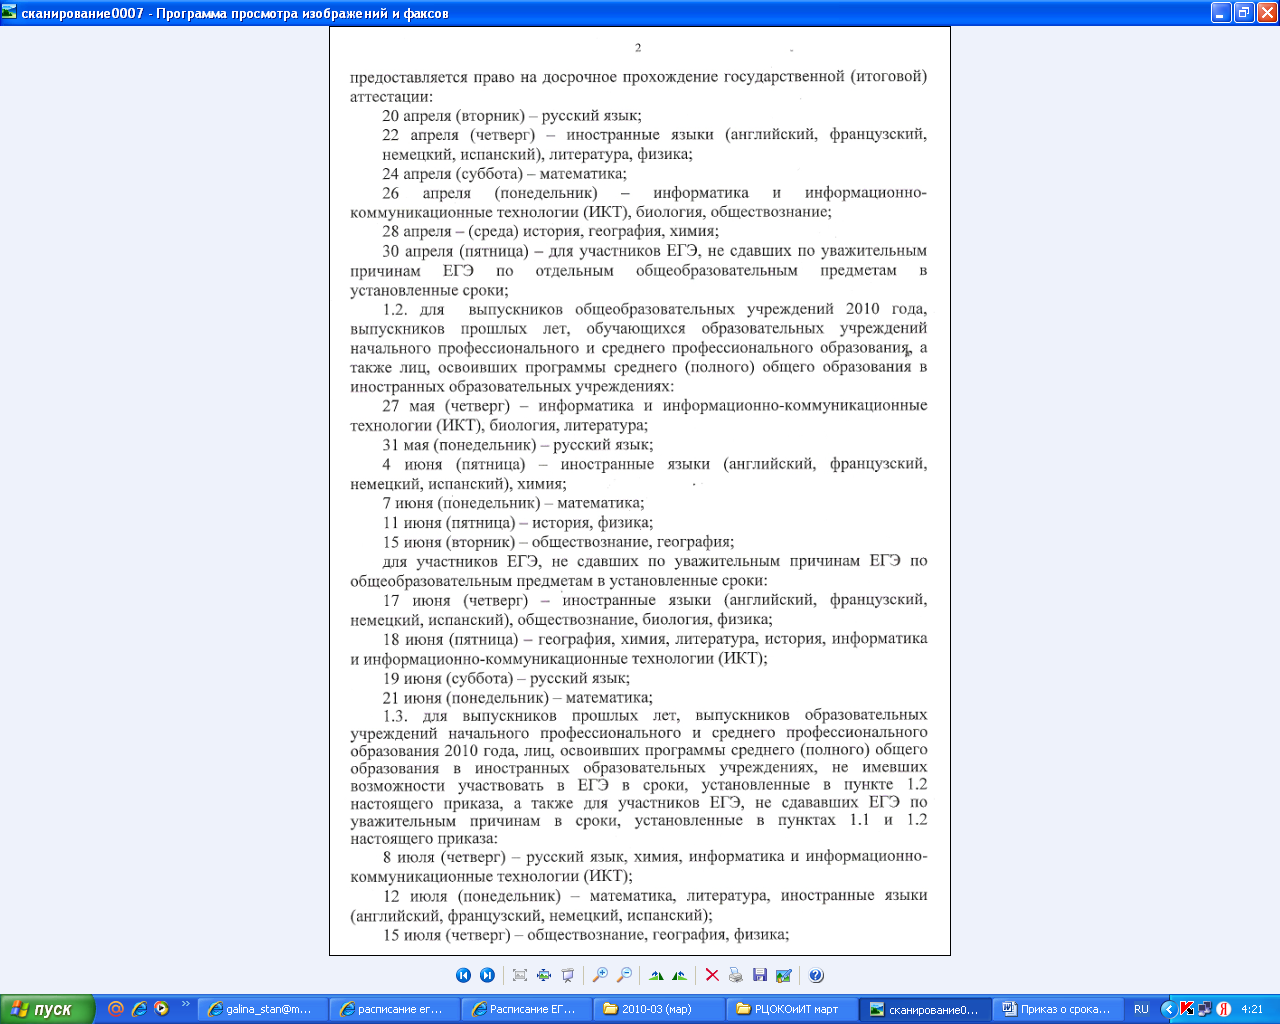 сканирование0007 - Программа просмотра изображений и факсов
2
предоставляется право на досрочное прохождение государственной (итоговой)
аттестации:
20 апреля (вторник) – русский язык;
22 апреля (четверг) – иностранные языки (английский, французский,
немецкий, испанский), литература, физика;
24 апреля (суббота) – математика;
26 апреля (понедельник) – информатика и информационно-
коммуникационные технологии (ИКТ), биология, обществознание;
28 апреля – (среда) история, география, химия;
30 апреля (пятница) – для участников ЕГЭ, не сдавших по уважительным
причинам ЕГЭ по отдельным общеобразовательным предметам в
установленные сроки;
1.2. для выпускников общеобразовательных учреждений 2010 года,
выпускников прошлых лет, обучающихся образовательных учреждений
начального профессионального и среднего профессионального образования, а
также лиц, освоивших программы среднего (полного) общего образования в
иностранных образовательных учреждениях:
27 мая (четверг) – информатика и информационно-коммуникационные
технологии (ИКТ), биология, литература;
31 мая (понедельник) – русский язык;
4 июня (пятница) – иностранные языки (английский, французский,
немецкий, испанский), химия;
7 июня (понедельник) – математика;
11 июня (пятница) – история, физика;
15 июня (вторник) – обществознание, география;
для участников ЕГЭ, не сдавших по уважительным причинам ЕГЭ по
общеобразовательным предметам в установленные сроки:
17 июня (четверг) – иностранные языки (английский, французский,
немецкий, испанский), обществознание, биология, физика;
18 июня (пятница) – география, химия, литература, история, информатика
и информационно-коммуникационные технологии (ИКТ);
19 июня (суббота) – русский язык;
21 июня (понедельник) – математика;
1.3. для выпускников прошлых лет, выпускников образовательных
учреждений начального профессионального и среднего профессионального
образования 2010 года, лиц, освоивших программы среднего (полного) общего
образования в иностранных образовательных учреждениях, не имевших
возможности участвовать в ЕГЭ в сроки, установленные в пункте 1.2
настоящего приказа, а также для участников ЕГЭ, не сдававших ЕГЭ по
уважительным причинам в сроки, установленные в пунктах 1.1 и 1.2
настоящего приказа:
8 июля (четверг) – русский язык, химия, информатика и информационно-
коммуникационные технологии (ИКТ);
12 июля (понедельник) – математика, литература, иностранные языки
(английский, французский, немецкий, испанский);
15 июля (четверг) – обществознание, география, физика;
пуск
galina_stan@m...
расписание ег...
Расписание ЕГ...
2010-03 (мар)
РЦОКОиИТ март
сканирование0...
Приказ о срока...
RU
4:21